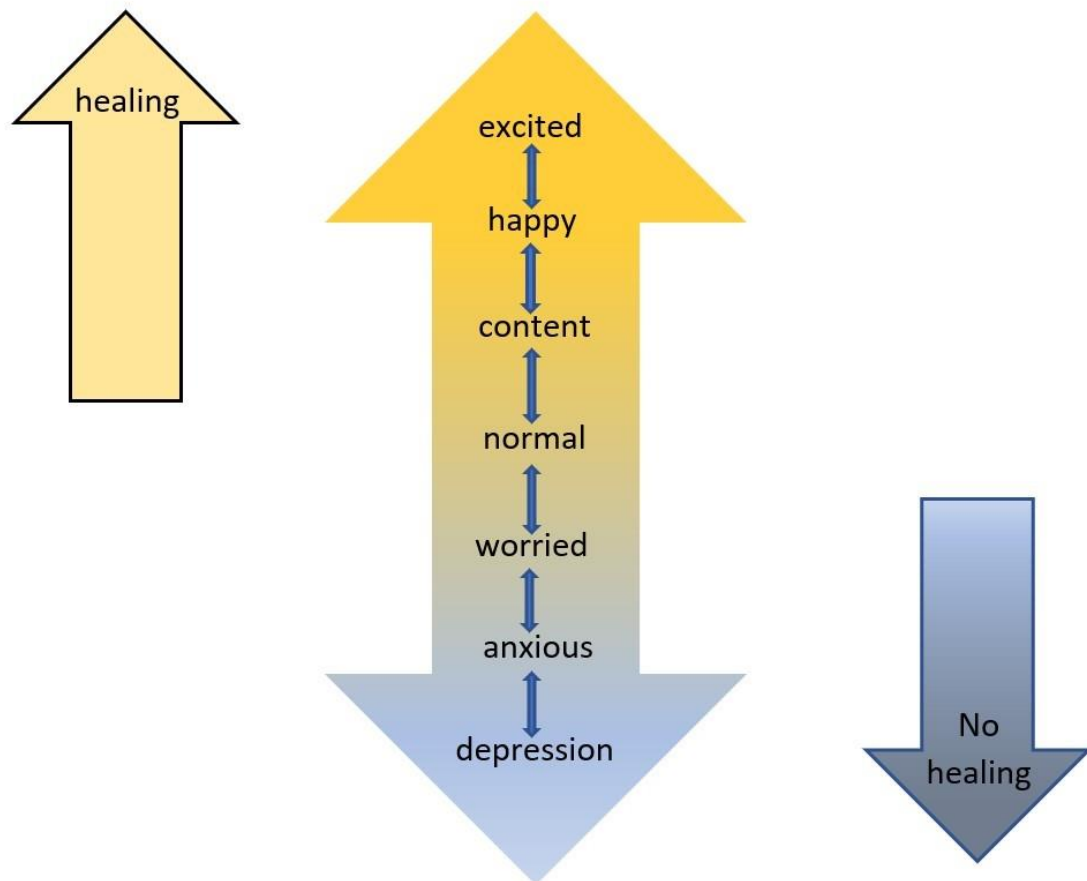 healing
excited
happy
content
normal
worried
anxious
depression
No
healing